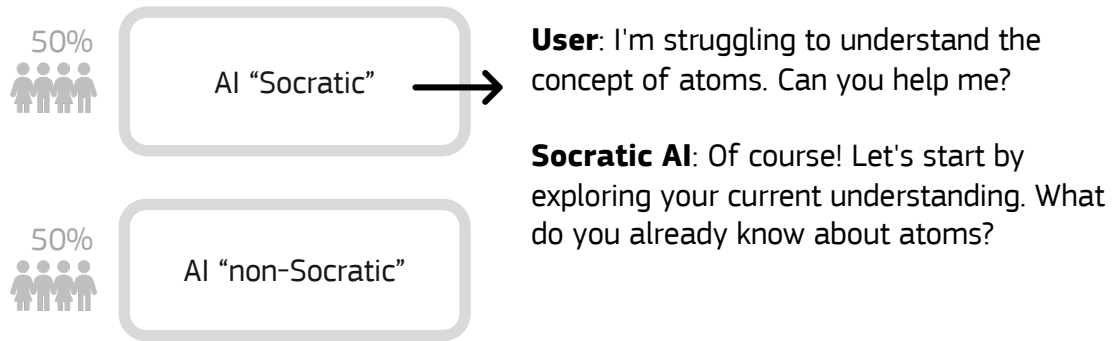 50%
AI “Socratic”
User: I'm struggling to understand the
concept of atoms. Can you help me?
Socratic AI: Of course! Let's start by
exploring your current understanding. What
do you already know about atoms?
50%
AI “non-Socratic”